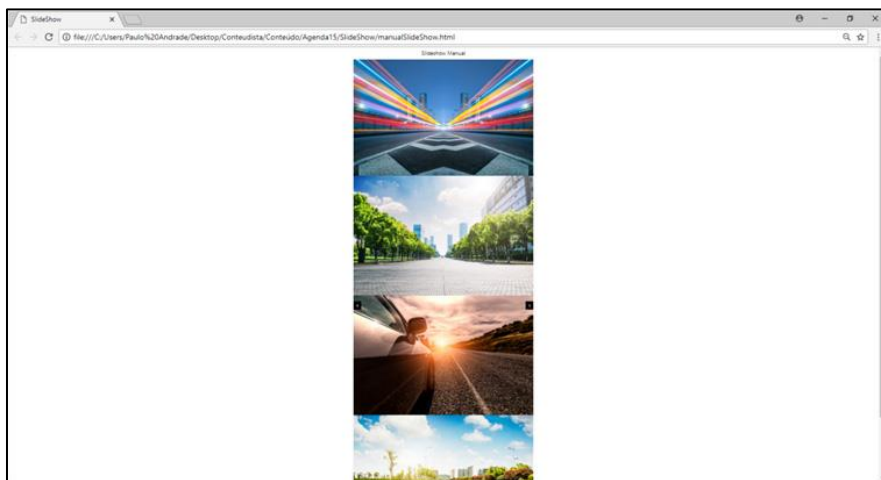 SlideShow
file:///C:/Users/Paulo%20Andrade/Desktop/Conteudista/Conteúdo/Agenda15/SlideShow/manualSlideShow.html
Slideshow Manual